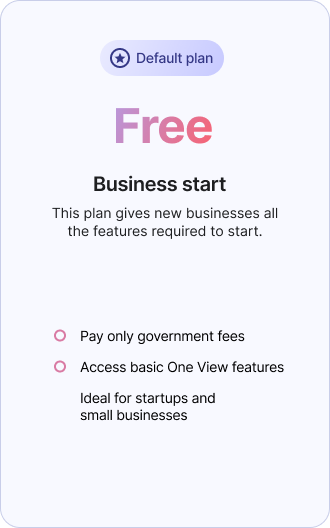 Default plan
Free
Business start
This plan gives new businesses all
the features required to start.
Pay only government fees
Access basic One View features
Ideal for startups and
small businesses